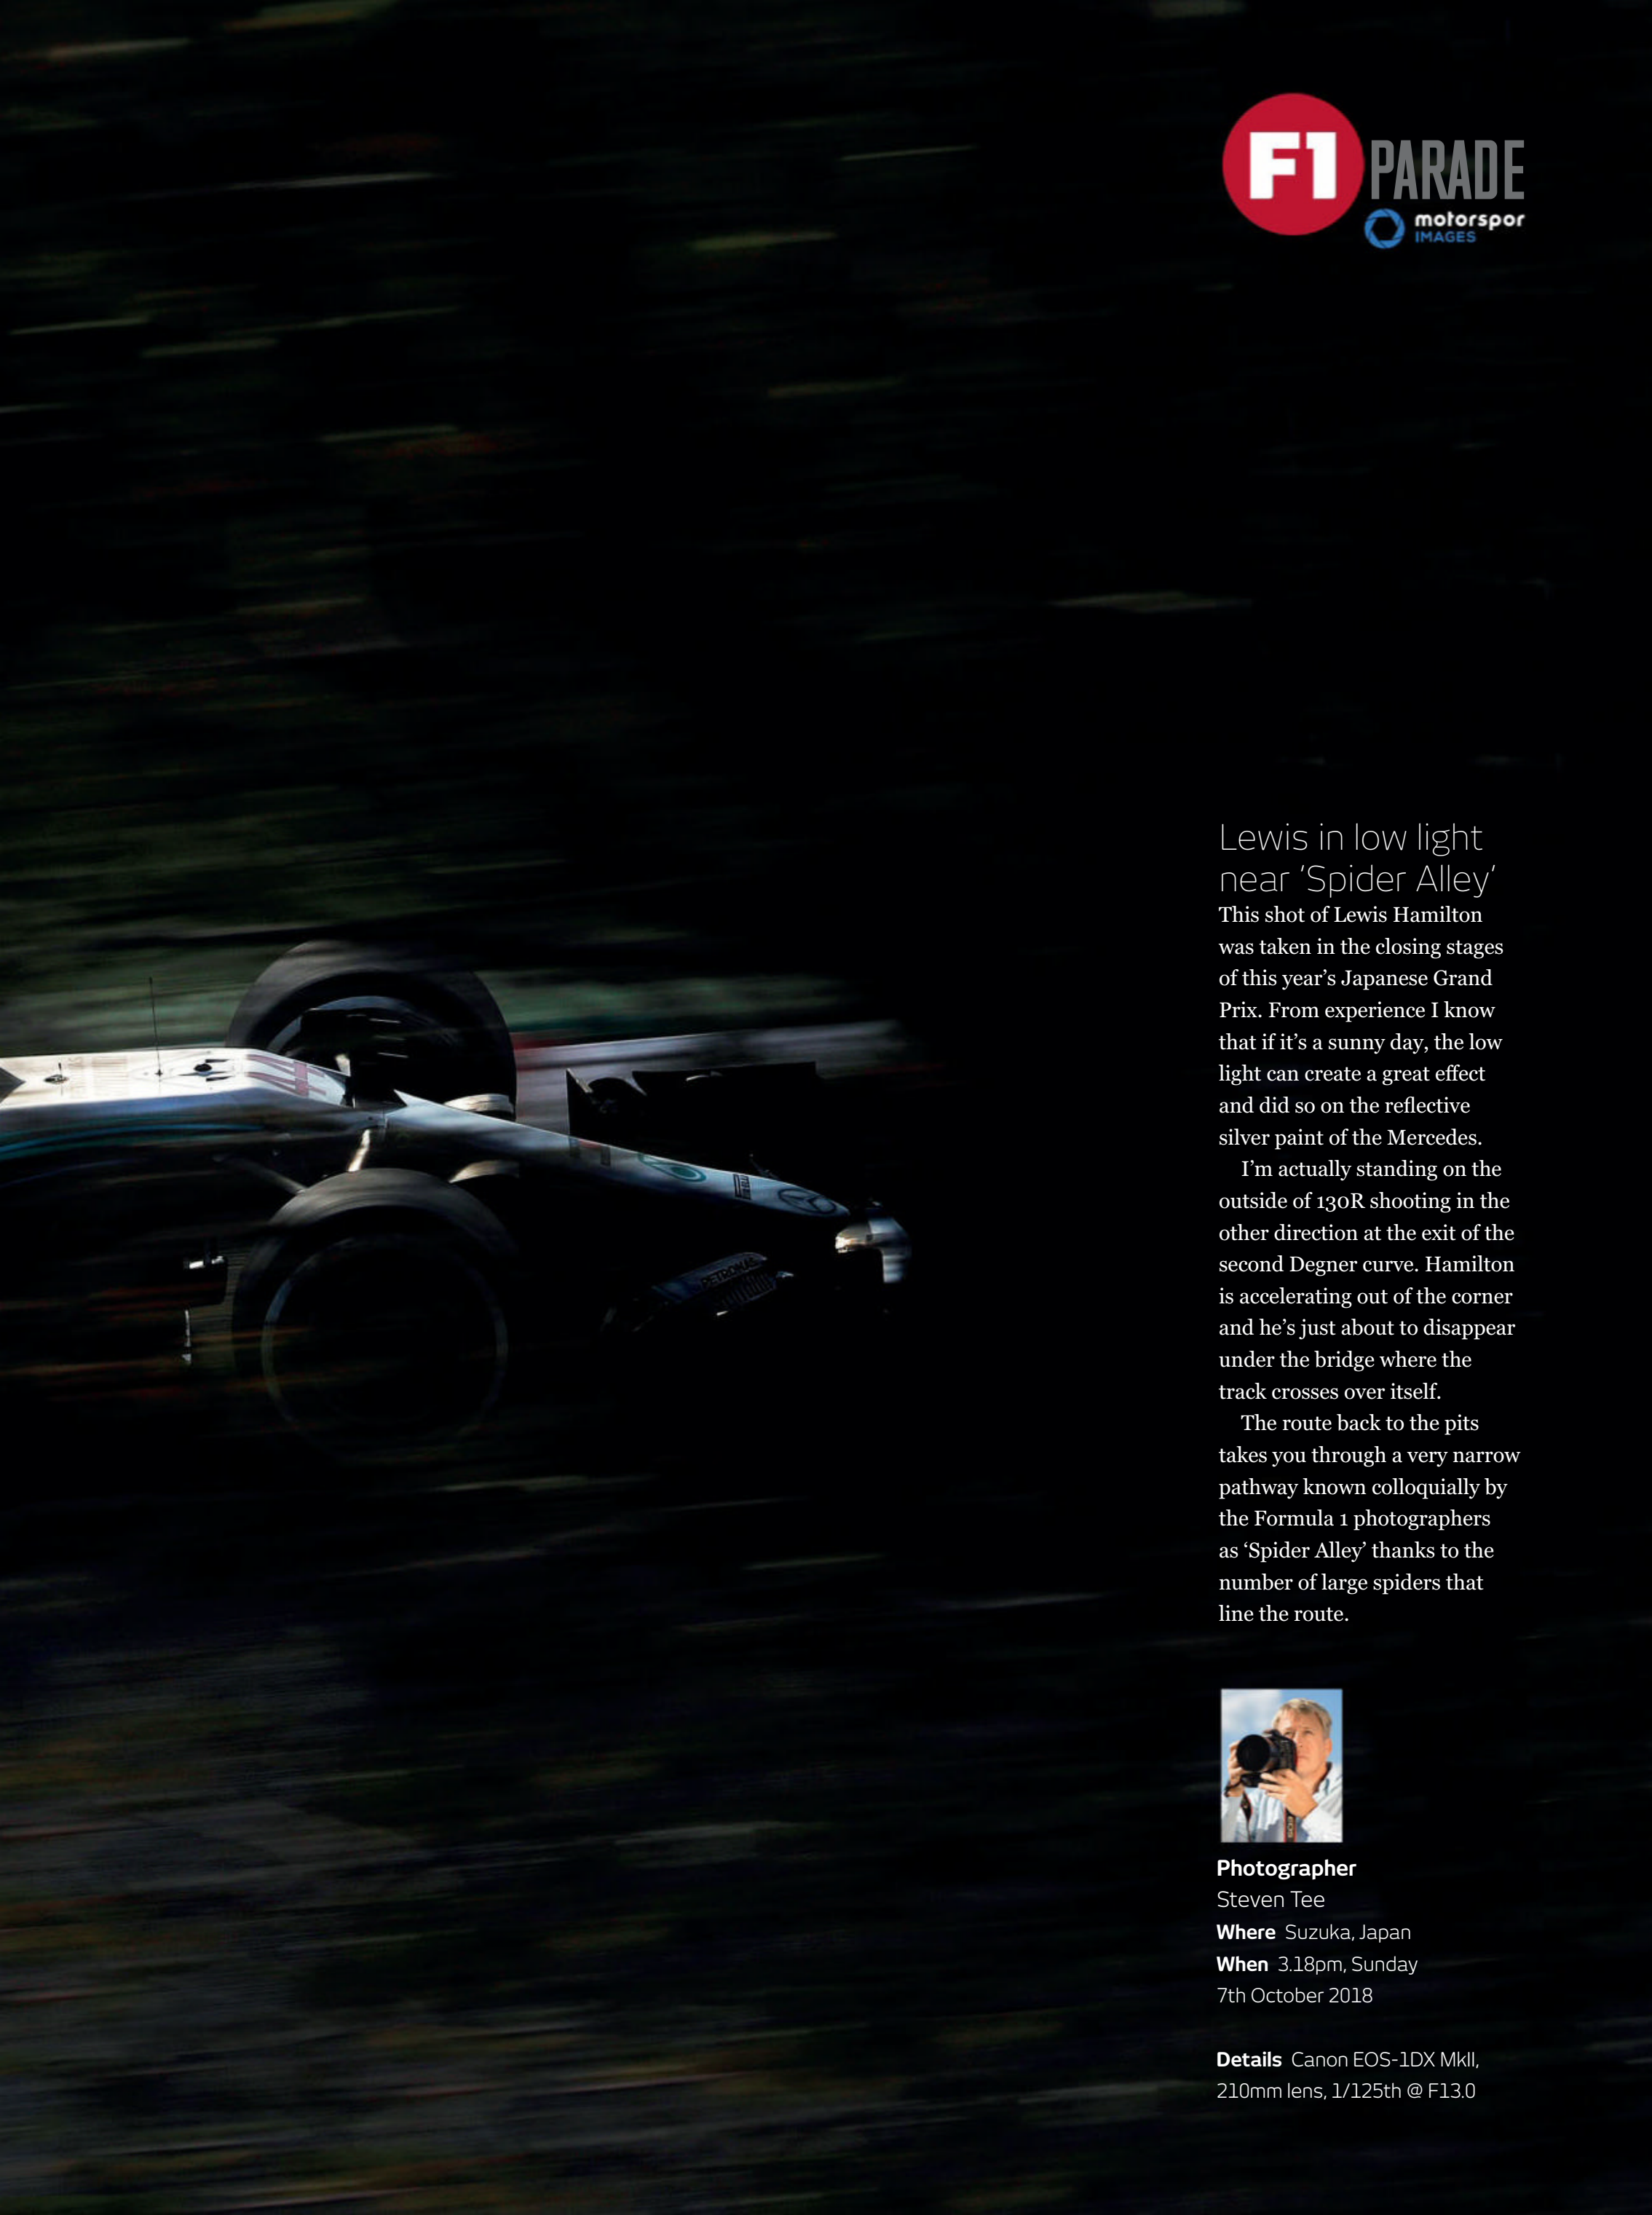 F1 PARADE
motorspor
IMAGES
Lewis in low light
near ‘Spider Alley’
This shot of Lewis Hamilton
was taken in the closing stages
of this year’s Japanese Grand
Prix. From experience I know
that if it’s a sunny day, the low
light can create a great effect
and did so on the reflective
silver paint of the Mercedes.
I’m actually standing on the
outside of 130R shooting in the
other direction at the exit of the
second Degner curve. Hamilton
is accelerating out of the corner
and he’s just about to disappear
under the bridge where the
track crosses over itself.
The route back to the pits
takes you through a very narrow
pathway known colloquially by
the Formula 1 photographers
as ‘Spider Alley’ thanks to the
number of large spiders that
line the route.
PETRONAS
Photographer
Steven Tee
Where Suzuka, Japan
When 3.18pm, Sunday
7th October 2018
Details Canon EOS-1DX MkII,
210mm lens, 1/125th @ F13.0